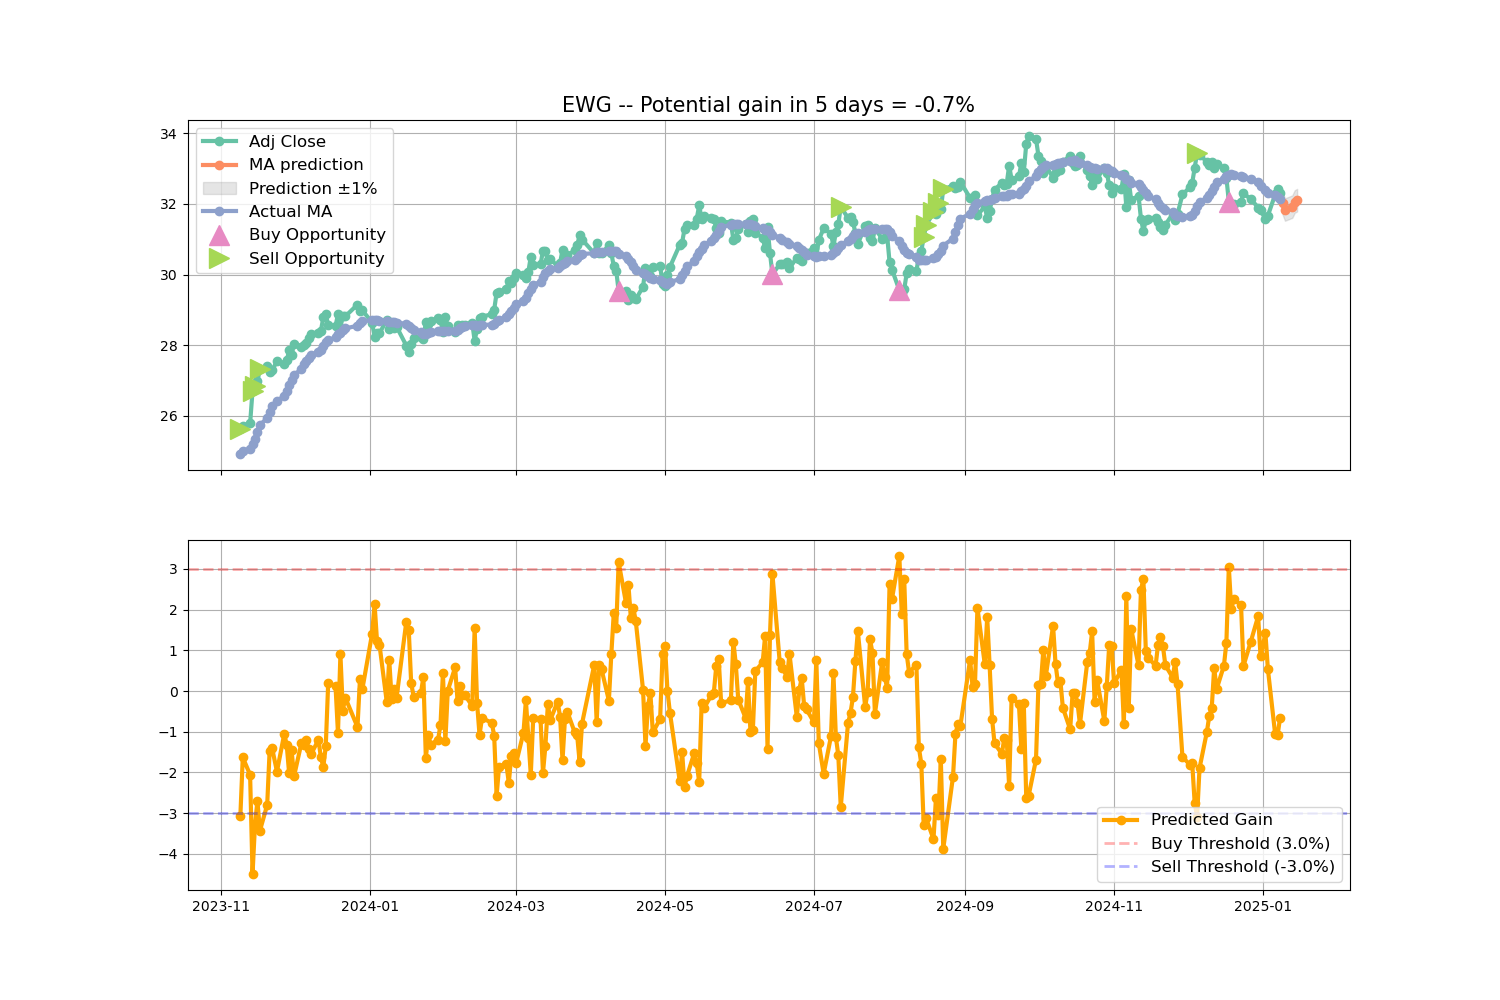 EWG -- Potential gain in 5 days = -0.7%
34
32
30
28
26
Adj Close
MA prediction
Prediction ±1%
Actual MA
Buy Opportunity
Sell Opportunity
3
2
1
0
−1
−2
−3
−4
Predicted Gain
Buy Threshold (3.0%)
Sell Threshold (-3.0%)
2023-11 2024-01 2024-03 2024-05 2024-07 2024-09 2024-11 2025-01